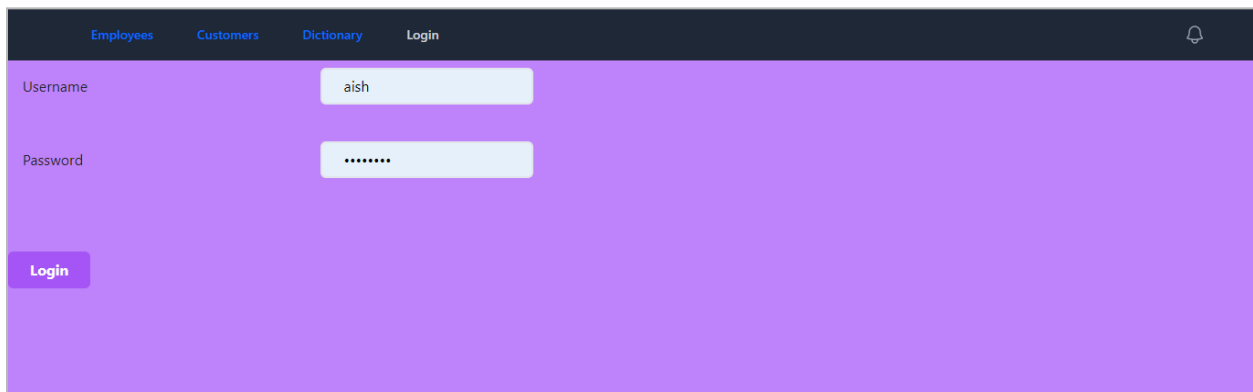 Employees Customers Dictionary Login
Username aish
Password ••••••••
Login